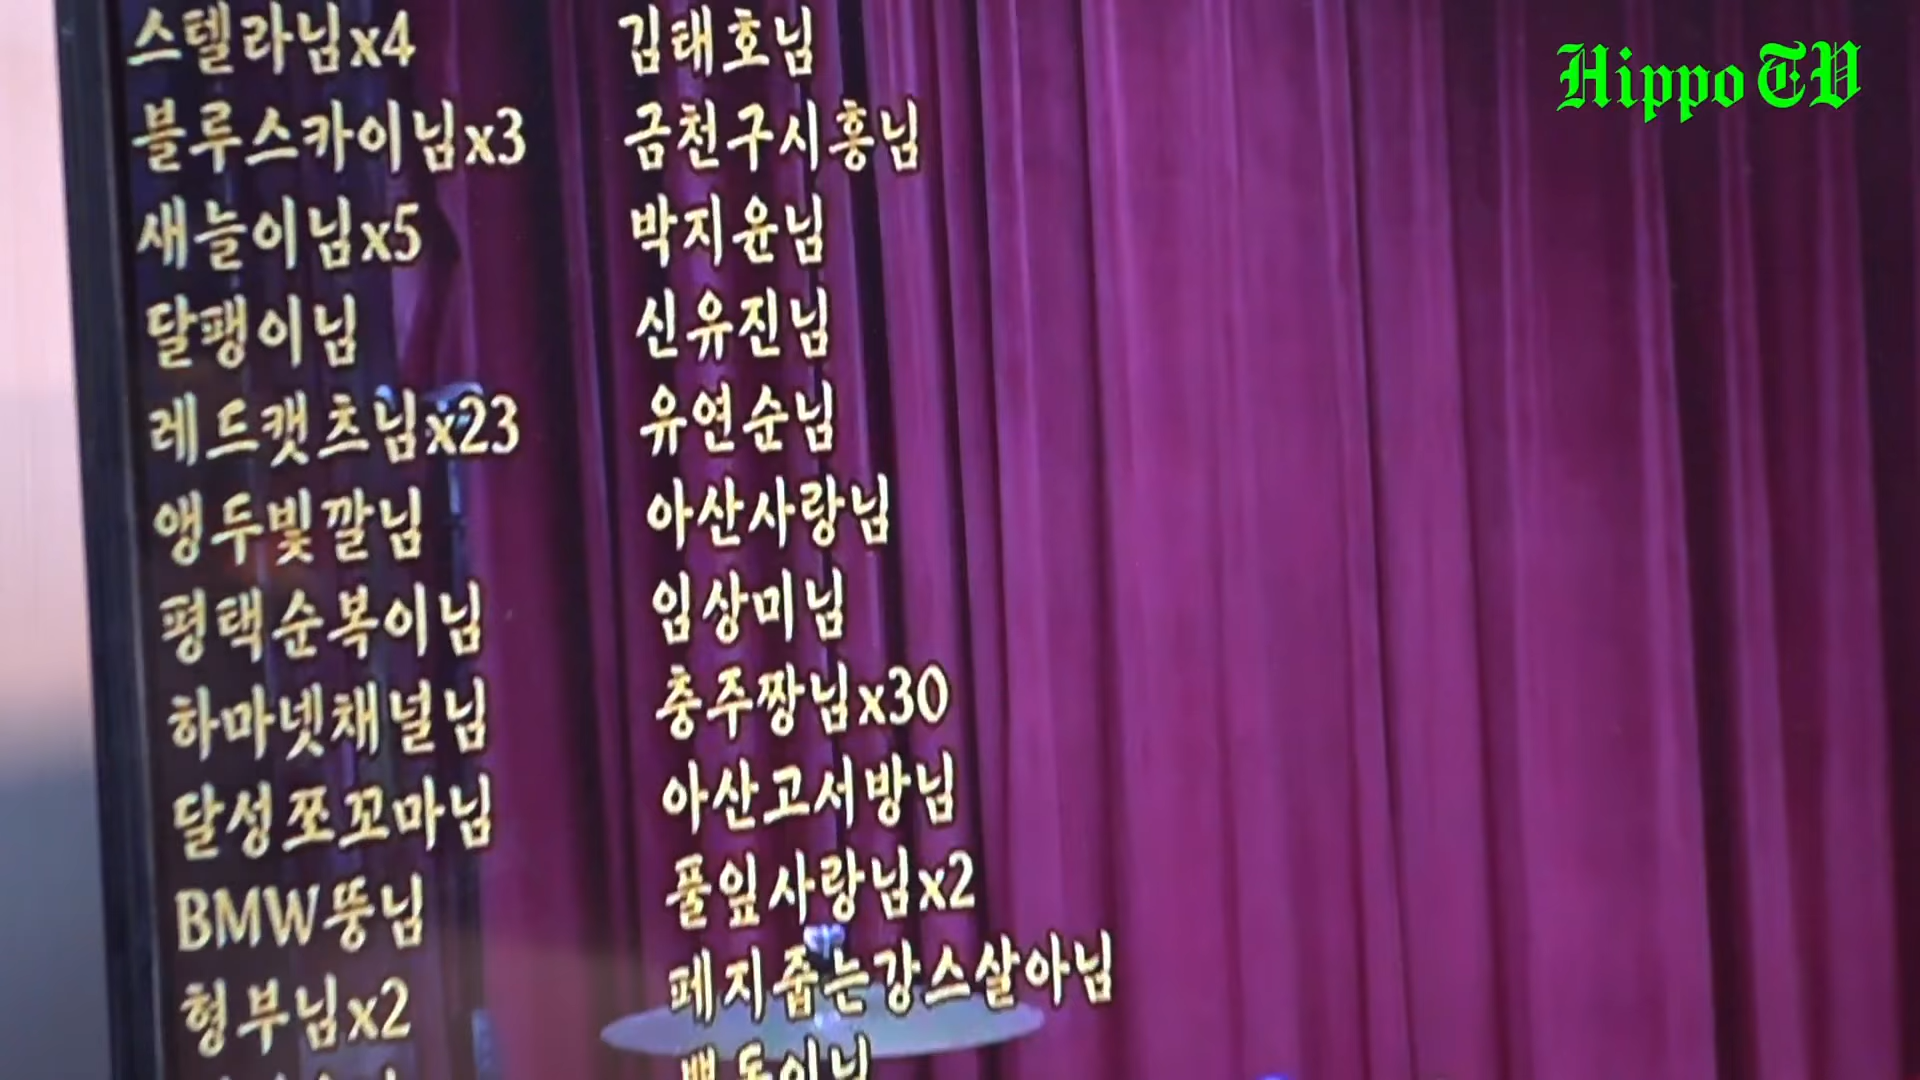 스텔라님x4
블루스카이님x3
새늘이님x5
달팽이님
레드캣츠님x23
앵두빛깔님
평택순복이님
하마넷채널님
달성쪼꼬마님
BMW뚱님
형부님x2
김태호님
금천구시흥님
박지윤님
신유진님
유연순님
아산사랑님
임상미님
충주짱님x30
아산고서방님
풀잎사랑님x2
페지줍는강스살아님
Hippo TV